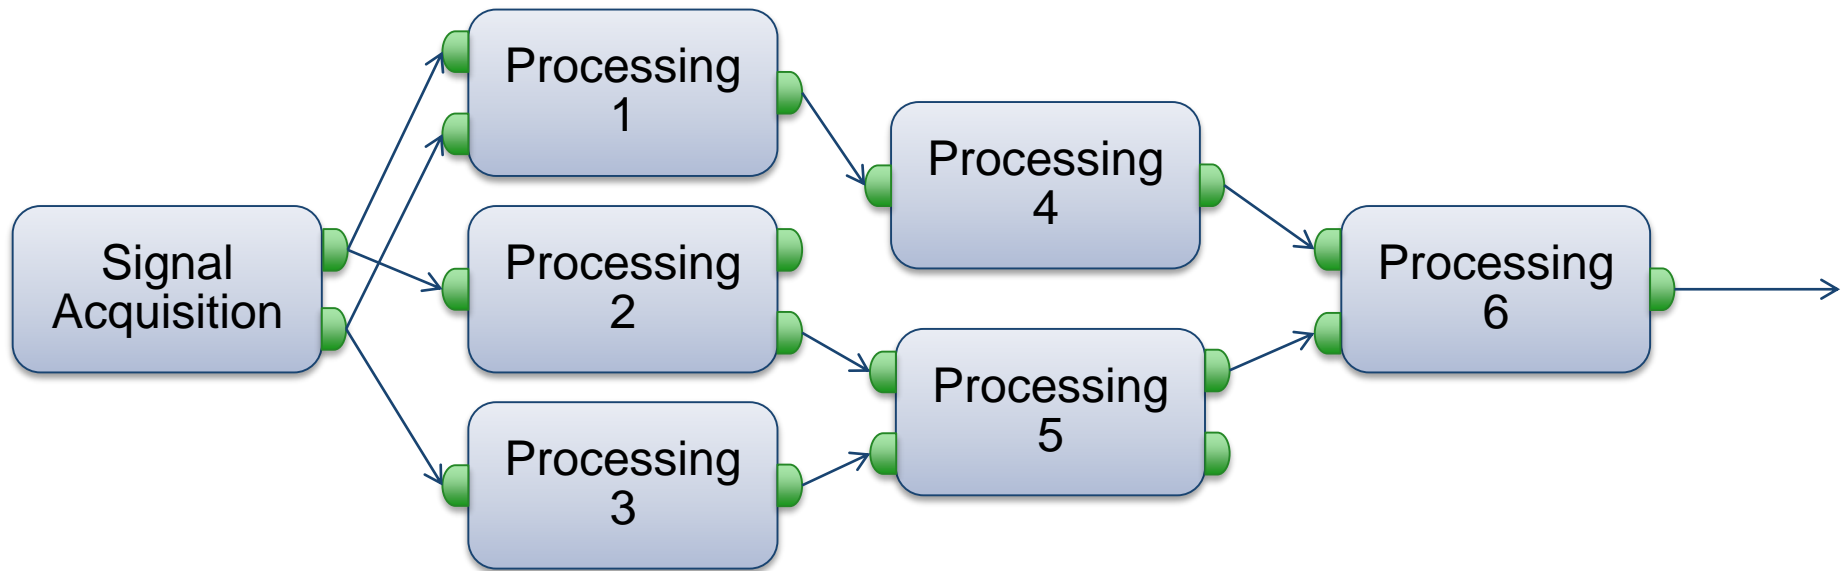 Signal
Acquisition
Processing
1
Processing
2
Processing
3
Processing
4
Processing
5
Processing
6